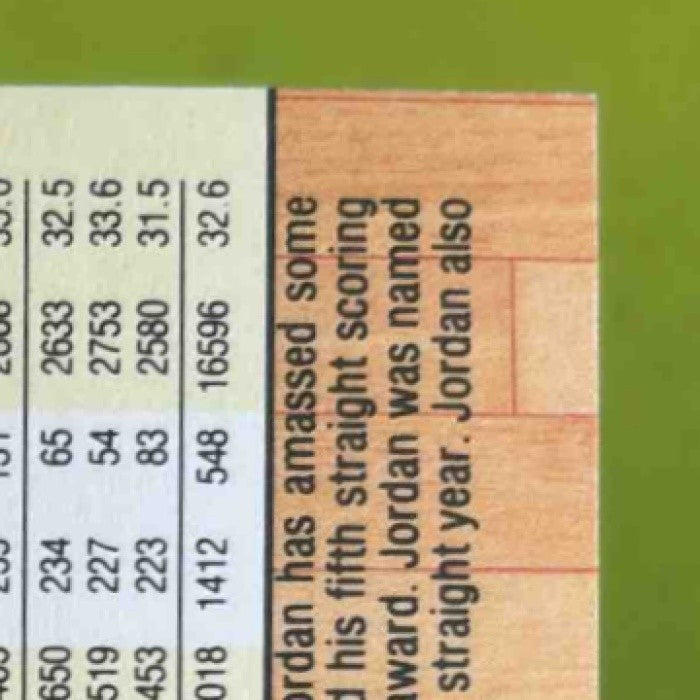 650 234 65 2633 32.5
519 227 54 2753 33.6
453 223 83 2580 31.5
018 1412 548 16596 32.6
ordan has amassed some
d his fifth straight scoring
award. Jordan was named
straight year. Jordan also